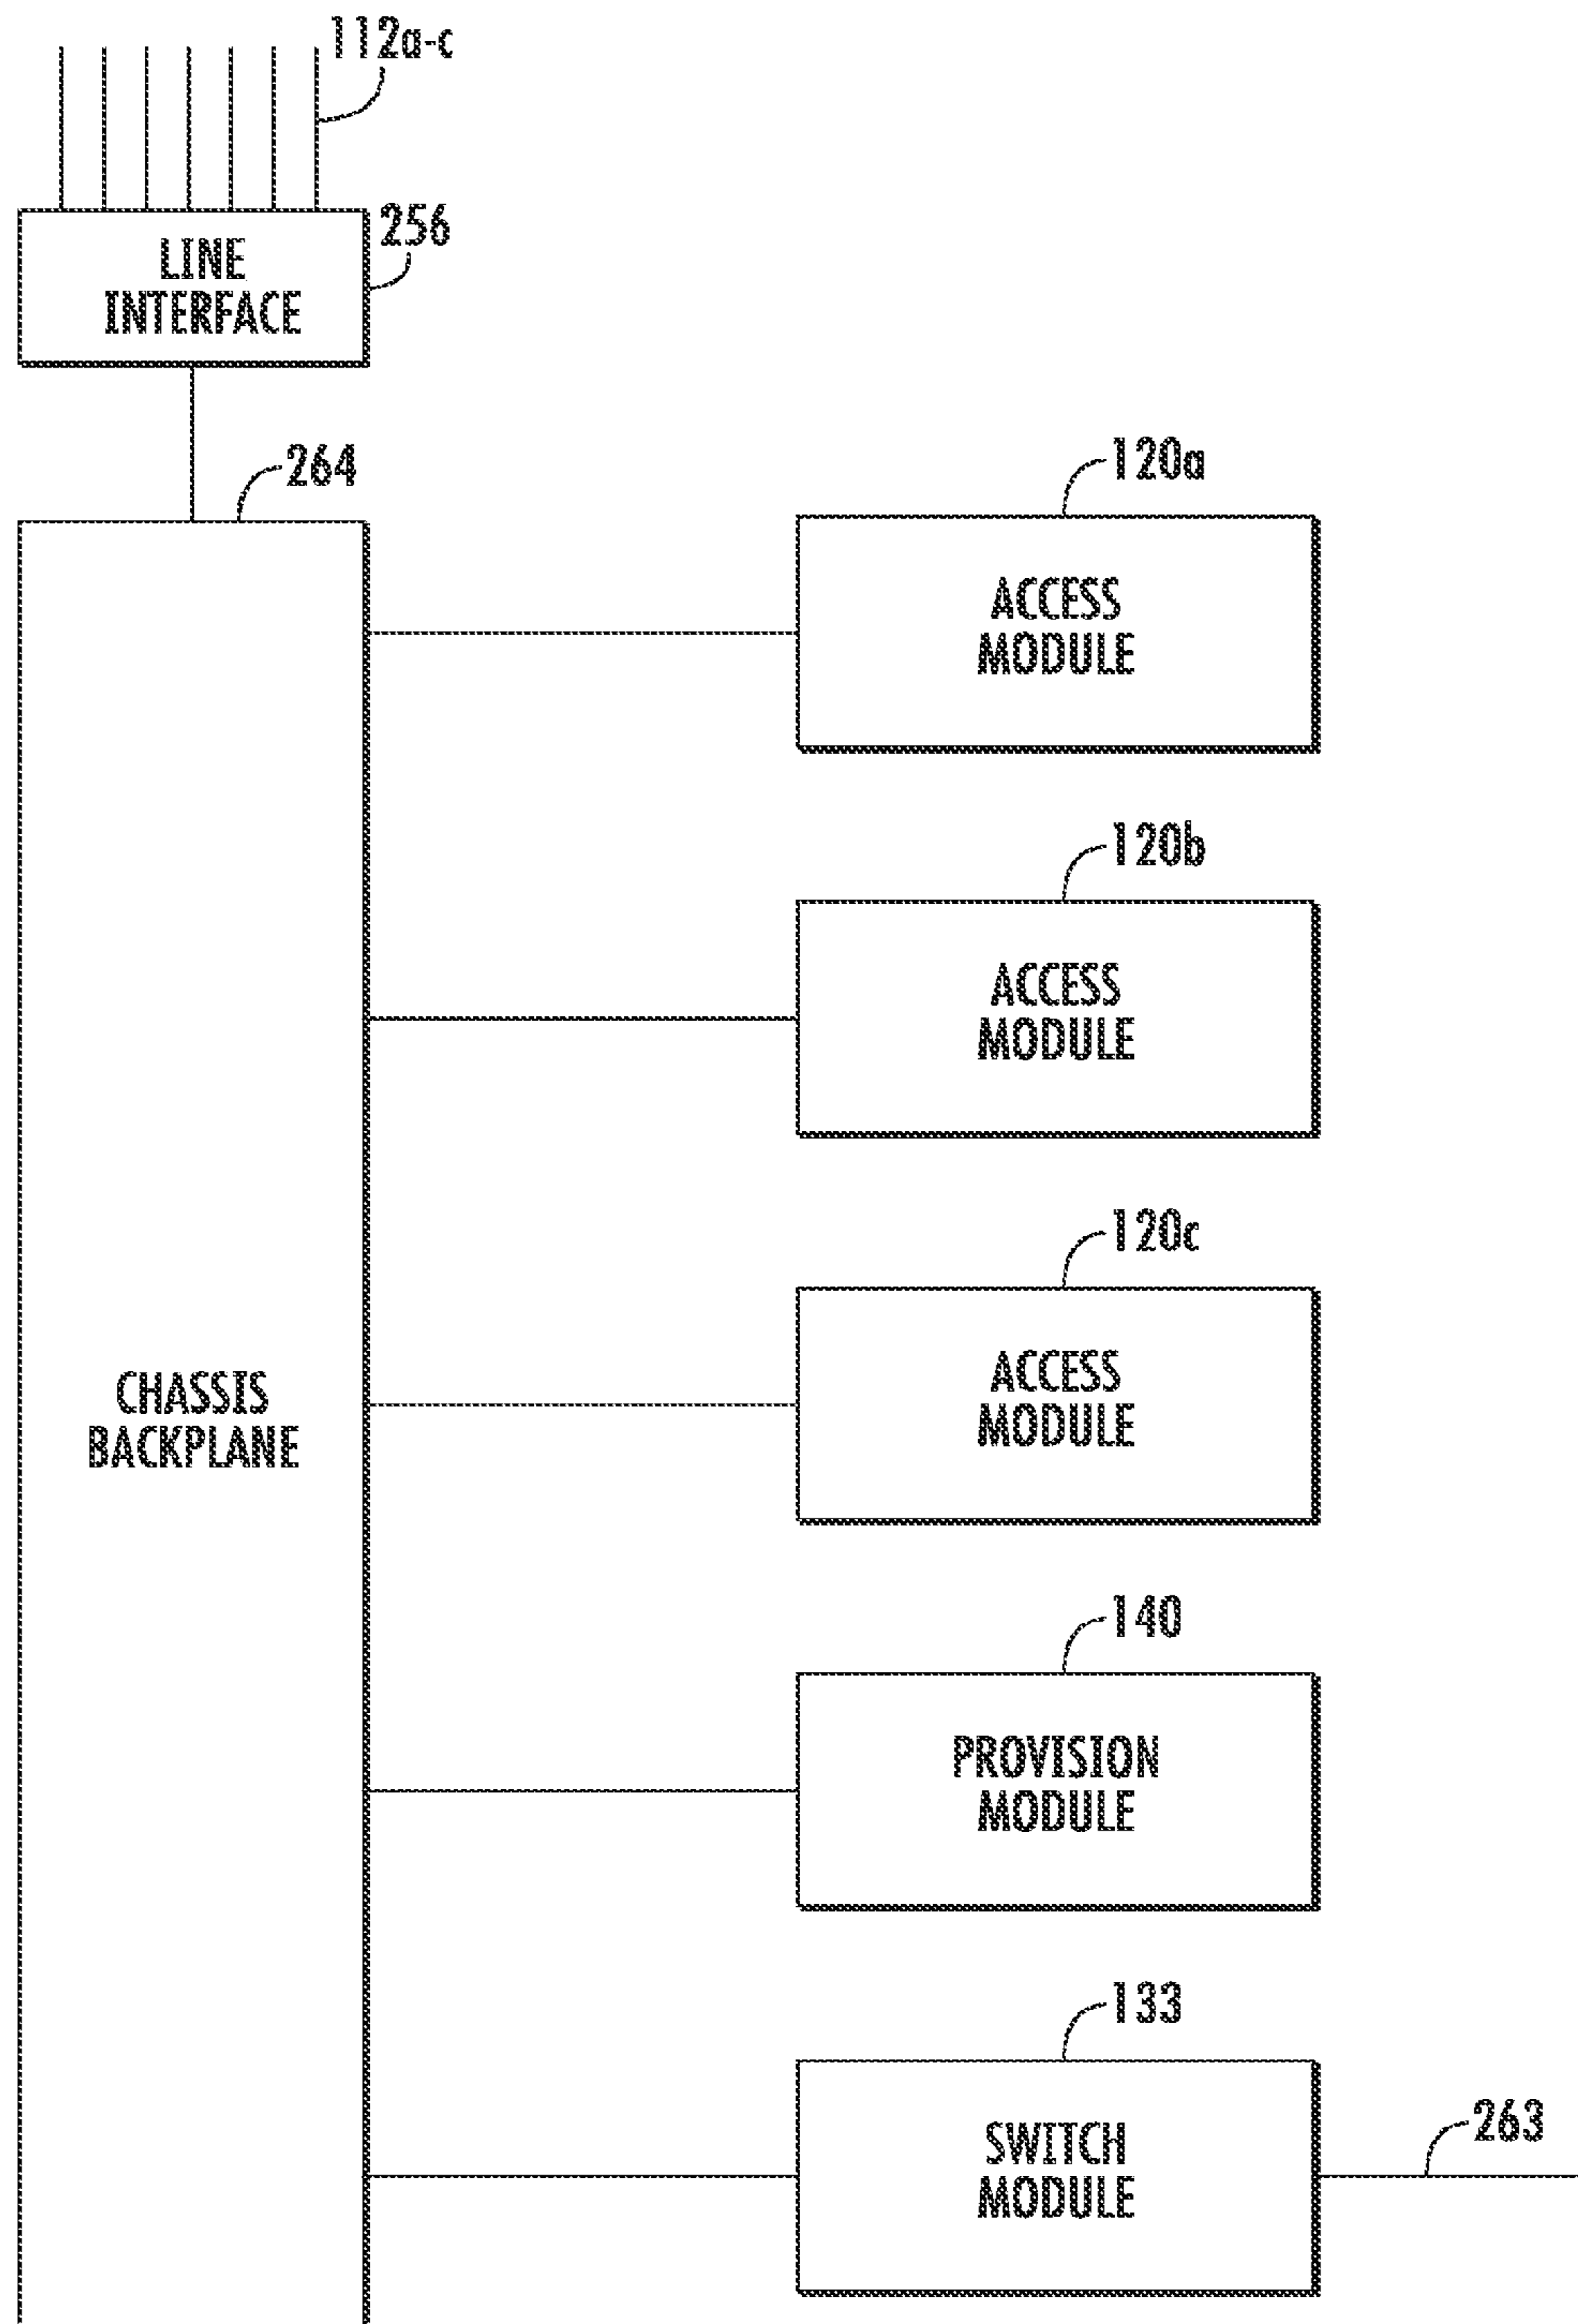 112a-c
256
LINE
INTERFACE
264
120a
ACCESS
MODULE
120b
ACCESS
MODULE
120c
ACCESS
MODULE
CHASSIS
BACKPLANE
140
PROVISION
MODULE
133
SWITCH
MODULE
263